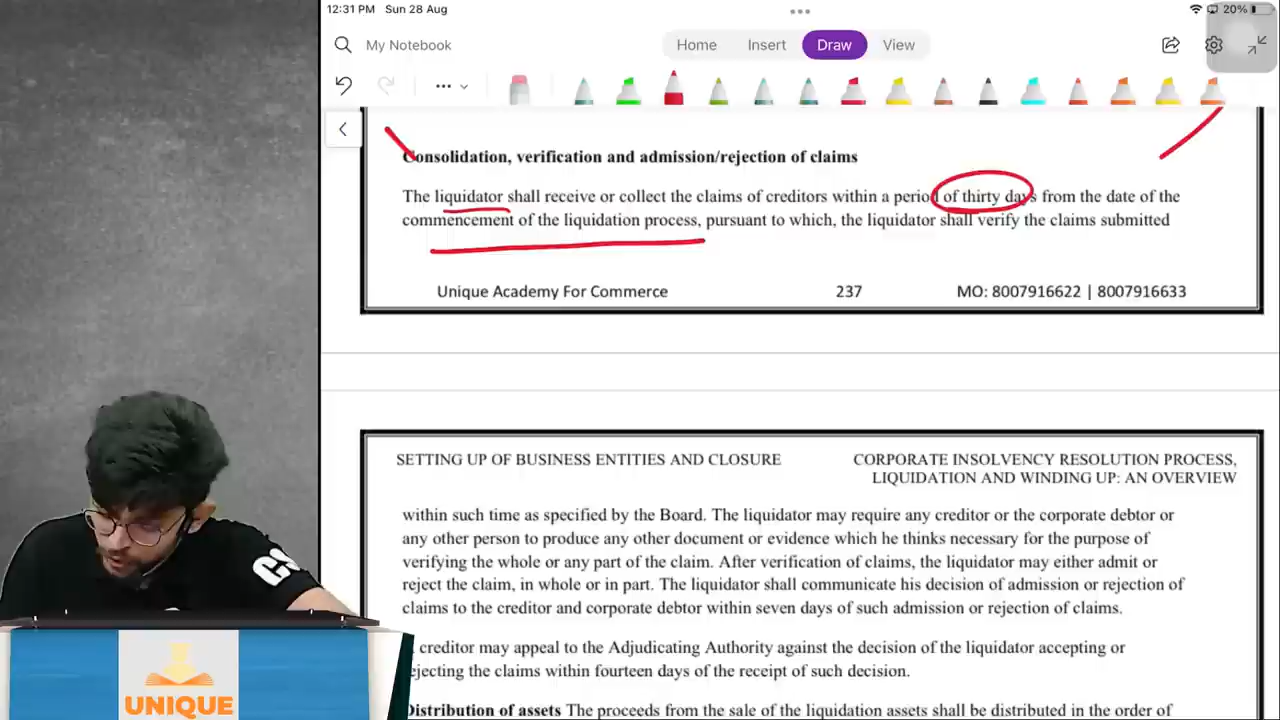 12:31 PM Sun 28 Aug
20%
My Notebook
Home Insert Draw View
Consolidation, verification and admission/rejection of claims
The liquidator shall receive or collect the claims of creditors within a period of thirty days from the date of the
commencement of the liquidation process, pursuant to which, the liquidator shall verify the claims submitted
Unique Academy For Commerce 237 MO: 8007916622 | 8007916633
SETTING UP OF BUSINESS ENTITIES AND CLOSURE
CORPORATE INSOLVENCY RESOLUTION PROCESS,
LIQUIDATION AND WINDING UP: AN OVERVIEW
within such time as specified by the Board. The liquidator may require any creditor or the corporate debtor or
any other person to produce any other document or evidence which he thinks necessary for the purpose of
verifying the whole or any part of the claim. After verification of claims, the liquidator may either admit or
reject the claim, in whole or in part. The liquidator shall communicate his decision of admission or rejection of
claims to the creditor and corporate debtor within seven days of such admission or rejection of claims.
creditor may appeal to the Adjudicating Authority against the decision of the liquidator accepting or
ejecting the claims within fourteen days of the receipt of such decision.
Distribution of assets The proceeds from the sale of the liquidation assets shall be distributed in the order of
UNIQUE